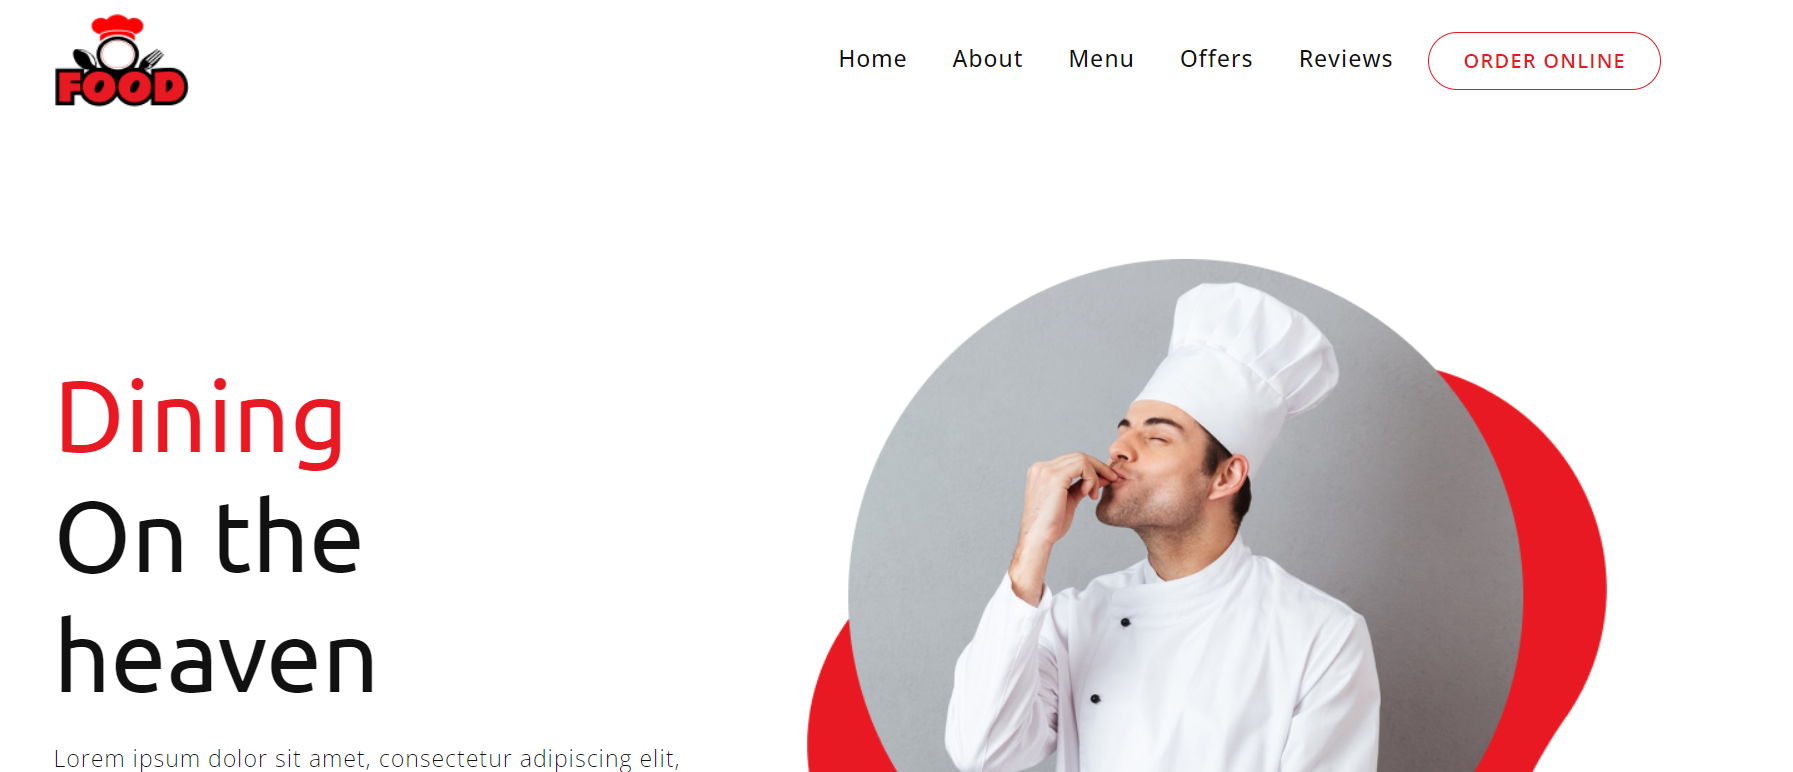 FOOD
Home About Menu Offers Reviews ORDER ONLINE
Dining
On the
heaven
Lorem ipsum dolor sit amet, consectetur adipiscing elit,